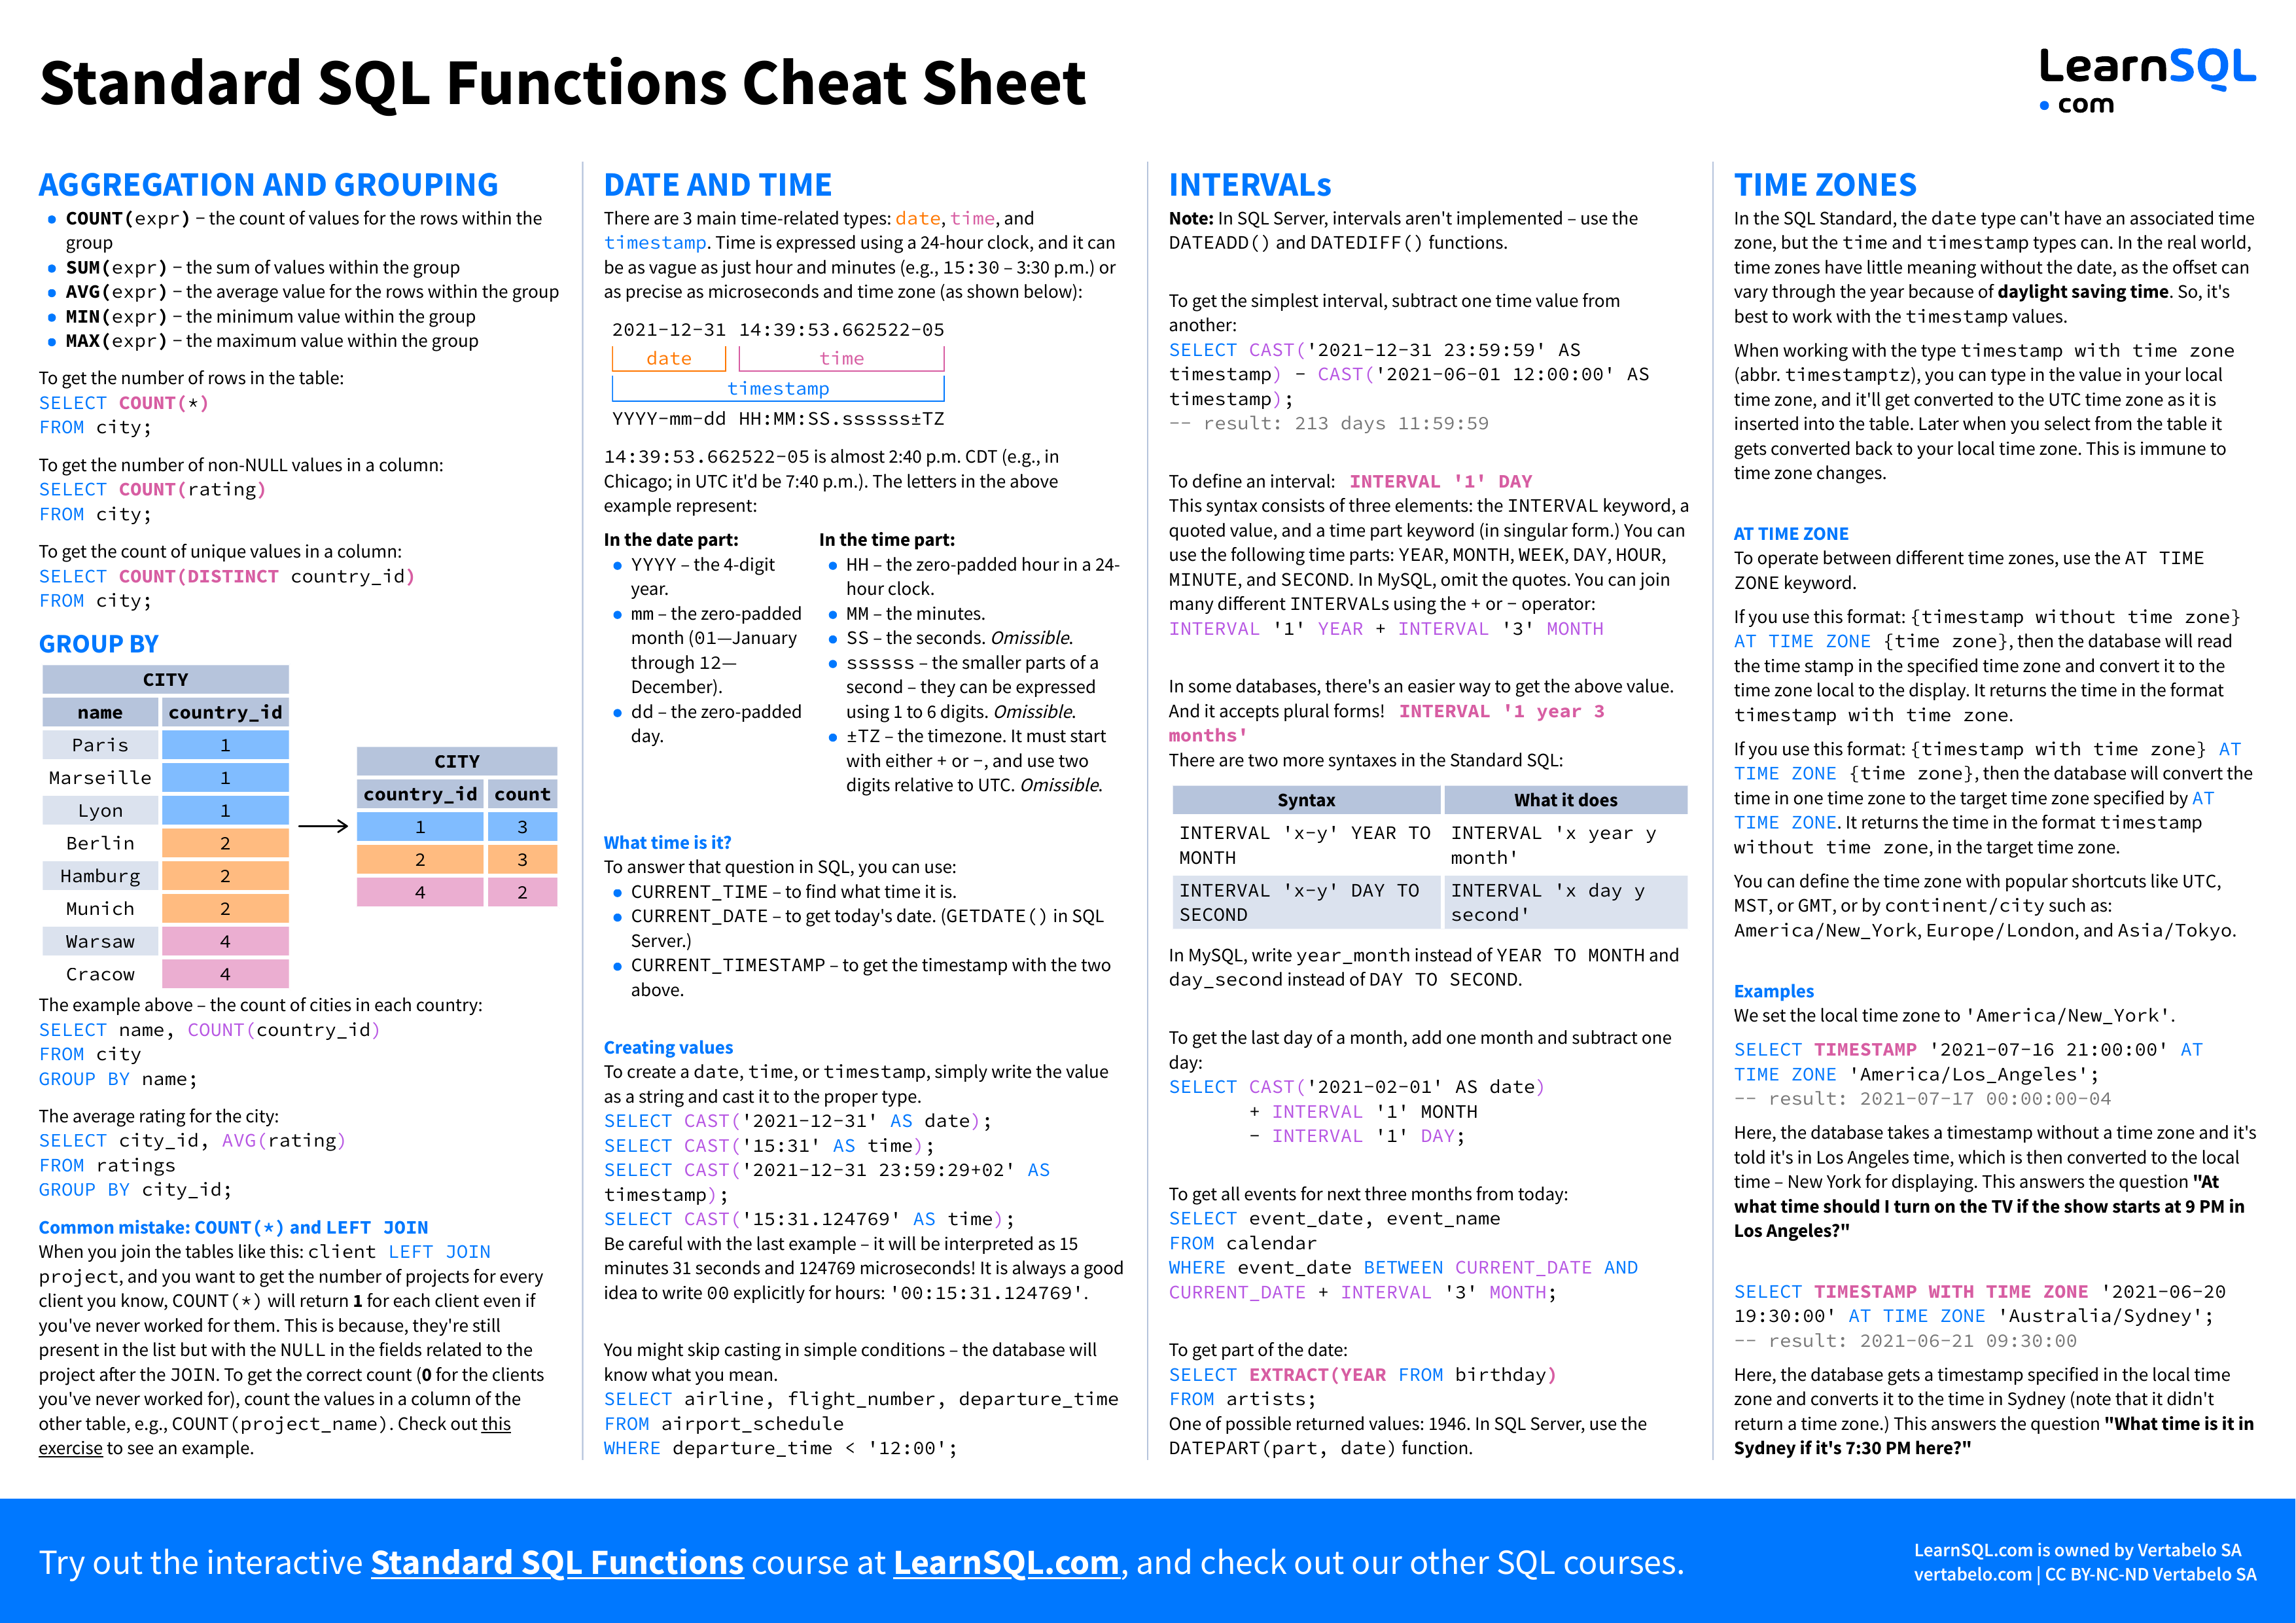 Standard SQL Functions Cheat Sheet
LearnSQL
• com
AGGREGATION AND GROUPING
• COUNT(expr) − the count of values for the rows within the
group
• SUM(expr) − the sum of values within the group
• AVG(expr) − the average value for the rows within the group
• MIN(expr) − the minimum value within the group
• MAX(expr) − the maximum value within the group
To get the number of rows in the table:
SELECT COUNT(*)
FROM city;
To get the number of non-NULL values in a column:
SELECT COUNT(rating)
FROM city;
To get the count of unique values in a column:
SELECT COUNT(DISTINCT country_id)
FROM city;
GROUP BY
CITY
name country_id
Paris 1
Marseille 1
Lyon 1
Berlin 2
Hamburg 2
Munich 2
Warsaw 4
Cracow 4
CITY
country_id count
1 3
2 3
4 2
The example above – the count of cities in each country:
SELECT name, COUNT(country_id)
FROM city
GROUP BY name;
The average rating for the city:
SELECT city_id, AVG(rating)
FROM ratings
GROUP BY city_id;
Common mistake: COUNT(*) and LEFT JOIN
When you join the tables like this: client LEFT JOIN
project, and you want to get the number of projects for every
client you know, COUNT(*) will return 1 for each client even if
you've never worked for them. This is because, they're still
present in the list but with the NULL in the fields related to the
project after the JOIN. To get the correct count (0 for the clients
you've never worked for), count the values in a column of the
other table, e.g., COUNT(project_name). Check out this
exercise to see an example.
DATE AND TIME
There are 3 main time-related types: date, time, and
timestamp. Time is expressed using a 24-hour clock, and it can
be as vague as just hour and minutes (e.g., 15:30 – 3:30 p.m.) or
as precise as microseconds and time zone (as shown below):
2021-12-31 14:39:53.662522-05
date time
timestamp
YYYY-mm-dd HH:MM:SS.ssssss±TZ
14:39:53.662522-05 is almost 2:40 p.m. CDT (e.g., in
Chicago; in UTC it'd be 7:40 p.m.). The letters in the above
example represent:
In the date part:
• YYYY – the 4-digit
year.
• mm – the zero-padded
month (01—January
through 12—
December).
• dd – the zero-padded
day.
In the time part:
• HH – the zero-padded hour in a 24-
hour clock.
• MM – the minutes.
• SS – the seconds. Omissible.
• ssssss – the smaller parts of a
second – they can be expressed
using 1 to 6 digits. Omissible.
• ±TZ – the timezone. It must start
with either + or −, and use two
digits relative to UTC. Omissible.
What time is it?
To answer that question in SQL, you can use:
• CURRENT_TIME – to find what time it is.
• CURRENT_DATE – to get today's date. (GETDATE() in SQL
Server.)
• CURRENT_TIMESTAMP – to get the timestamp with the two
above.
Creating values
To create a date, time, or timestamp, simply write the value
as a string and cast it to the proper type.
SELECT CAST('2021-12-31' AS date);
SELECT CAST('15:31' AS time);
SELECT CAST('2021-12-31 23:59:29+02' AS
timestamp);
SELECT CAST('15:31.124769' AS time);
Be careful with the last example – it will be interpreted as 15
minutes 31 seconds and 124769 microseconds! It is always a good
idea to write 00 explicitly for hours: '00:15:31.124769'.
You might skip casting in simple conditions – the database will
know what you mean.
SELECT airline, flight_number, departure_time
FROM airport_schedule
WHERE departure_time < '12:00';
INTERVALs
Note: In SQL Server, intervals aren't implemented – use the
DATEADD() and DATEDIFF() functions.
To get the simplest interval, subtract one time value from
another:
SELECT CAST('2021-12-31 23:59:59' AS
timestamp) - CAST('2021-06-01 12:00:00' AS
timestamp);
-- result: 213 days 11:59:59
To define an interval: INTERVAL '1' DAY
This syntax consists of three elements: the INTERVAL keyword, a
quoted value, and a time part keyword (in singular form.) You can
use the following time parts: YEAR, MONTH, WEEK, DAY, HOUR,
MINUTE, and SECOND. In MySQL, omit the quotes. You can join
many different INTERVALs using the + or − operator:
INTERVAL '1' YEAR + INTERVAL '3' MONTH
In some databases, there's an easier way to get the above value.
And it accepts plural forms! INTERVAL '1 year 3
months'
There are two more syntaxes in the Standard SQL:
Syntax What it does
INTERVAL 'x-y' YEAR TO INTERVAL 'x year y
MONTH month'
INTERVAL 'x-y' DAY TO INTERVAL 'x day y
SECOND second'
In MySQL, write year_month instead of YEAR TO MONTH and
day_second instead of DAY TO SECOND.
To get the last day of a month, add one month and subtract one
day:
SELECT CAST('2021-02-01' AS date)
+ INTERVAL '1' MONTH
- INTERVAL '1' DAY;
To get all events for next three months from today:
SELECT event_date, event_name
FROM calendar
WHERE event_date BETWEEN CURRENT_DATE AND
CURRENT_DATE + INTERVAL '3' MONTH;
To get part of the date:
SELECT EXTRACT(YEAR FROM birthday)
FROM artists;
One of possible returned values: 1946. In SQL Server, use the
DATEPART(part, date) function.
TIME ZONES
In the SQL Standard, the date type can't have an associated time
zone, but the time and timestamp types can. In the real world,
time zones have little meaning without the date, as the offset can
vary through the year because of daylight saving time. So, it's
best to work with the timestamp values.
When working with the type timestamp with time zone
(abbr. timestamptz), you can type in the value in your local
time zone, and it'll get converted to the UTC time zone as it is
inserted into the table. Later when you select from the table it
gets converted back to your local time zone. This is immune to
time zone changes.
AT TIME ZONE
To operate between different time zones, use the AT TIME
ZONE keyword.
If you use this format: {timestamp without time zone}
AT TIME ZONE {time zone}, then the database will read
the time stamp in the specified time zone and convert it to the
time zone local to the display. It returns the time in the format
timestamp with time zone.
If you use this format: {timestamp with time zone} AT
TIME ZONE {time zone}, then the database will convert the
time in one time zone to the target time zone specified by AT
TIME ZONE. It returns the time in the format timestamp
without time zone, in the target time zone.
You can define the time zone with popular shortcuts like UTC,
MST, or GMT, or by continent/city such as:
America/New_York, Europe/London, and Asia/Tokyo.
Examples
We set the local time zone to 'America/New_York'.
SELECT TIMESTAMP '2021-07-16 21:00:00' AT
TIME ZONE 'America/Los_Angeles';
-- result: 2021-07-17 00:00:00-04
Here, the database takes a timestamp without a time zone and it's
told it's in Los Angeles time, which is then converted to the local
time – New York for displaying. This answers the question "At
what time should I turn on the TV if the show starts at 9 PM in
Los Angeles?"
SELECT TIMESTAMP WITH TIME ZONE '2021-06-20
19:30:00' AT TIME ZONE 'Australia/Sydney';
-- result: 2021-06-21 09:30:00
Here, the database gets a timestamp specified in the local time
zone and converts it to the time in Sydney (note that it didn't
return a time zone.) This answers the question "What time is it in
Sydney if it's 7:30 PM here?"
Try out the interactive Standard SQL Functions course at LearnSQL.com, and check out our other SQL courses.
LearnSQL.com is owned by Vertabelo SA
vertabelo.com | CC BY-NC-ND Vertabelo SA